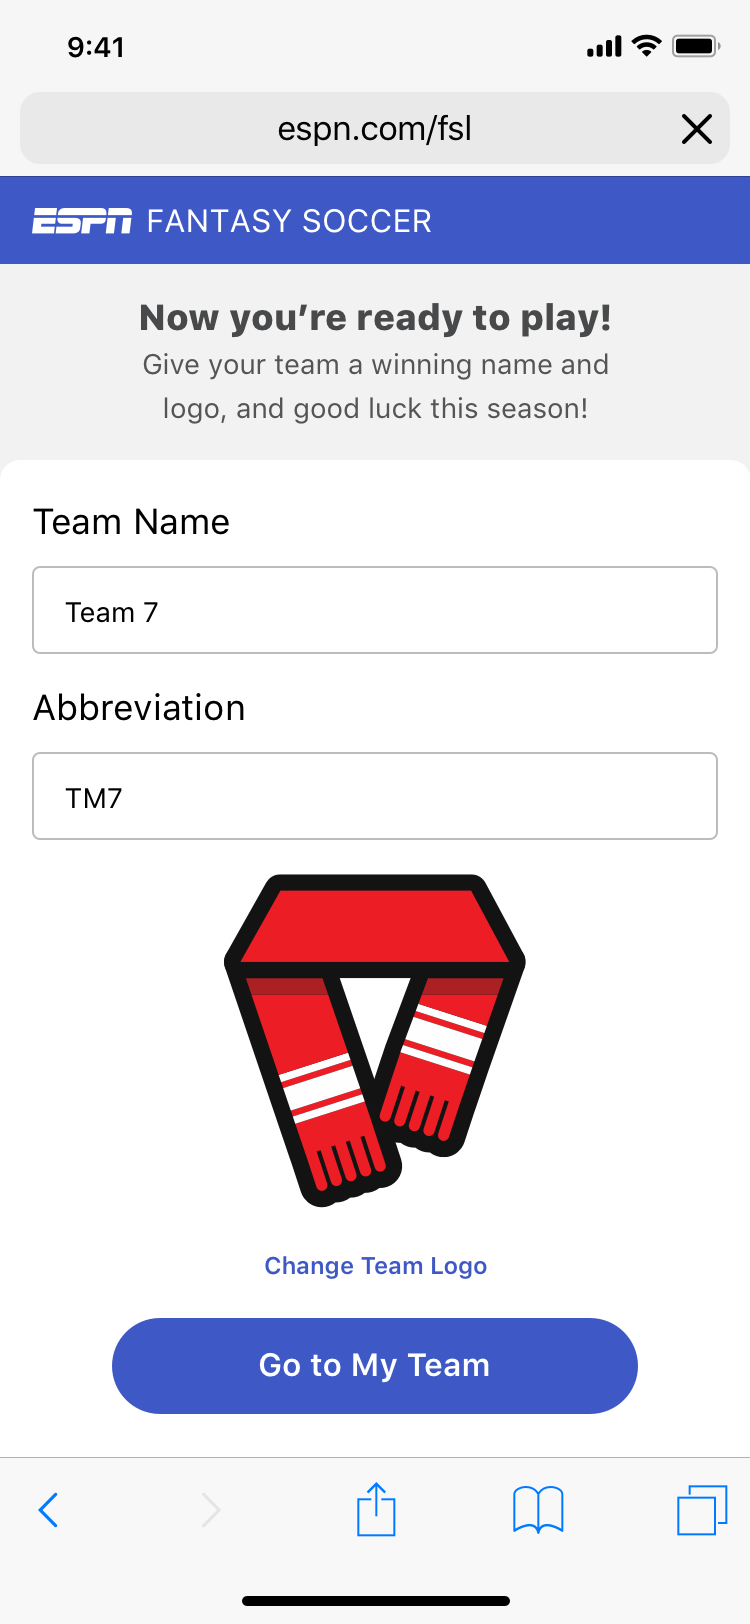 9:41
espn.com/fsl
ESPN FANTASY SOCCER
Now you’re ready to play!
Give your team a winning name and
logo, and good luck this season!
Team Name
Team 7
Abbreviation
TM7
Change Team Logo
Go to My Team